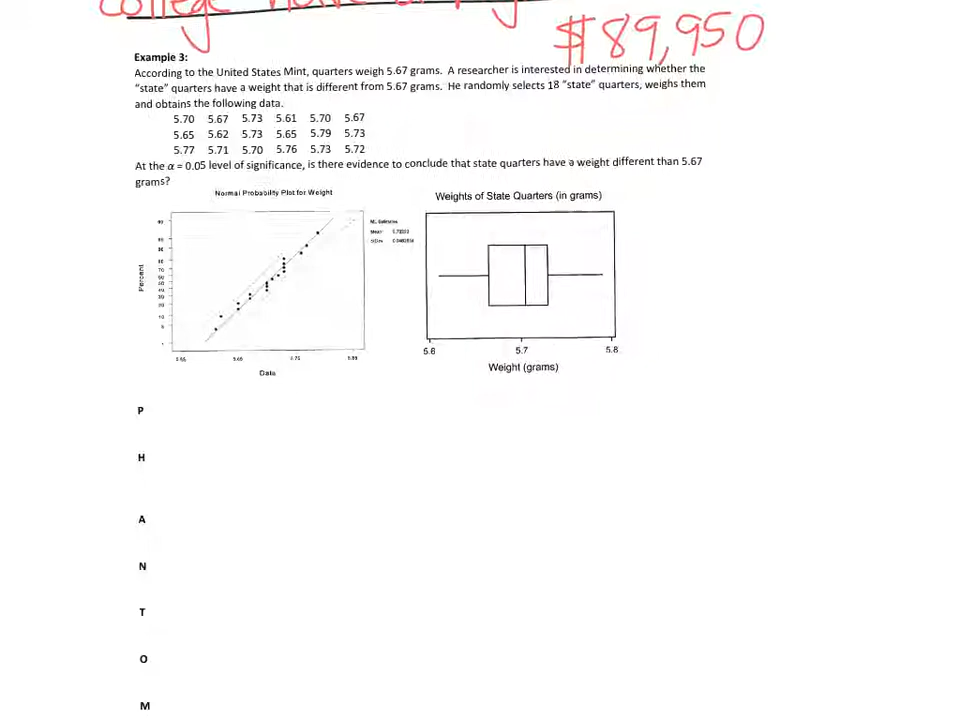 college have
$89,950
Example 3:
According to the United States Mint, quarters weigh 5.67 grams. A researcher is interested in determining whether the
"state" quarters have a weight that is different from 5.67 grams. He randomly selects 18 "state" quarters, weighs them
and obtains the following data.
5.70 5.67 5.73 5.61 5.70 5.67
5.65 5.62 5.73 5.65 5.79 5.73
5.77 5.71 5.70 5.76 5.73 5.72
At the α = 0.05 level of significance, is there evidence to conclude that state quarters have a weight different than 5.67
grams?
Normal Probability Plot for Weight
Percent
Data
Weights of State Quarters (in grams)
5.6 5.7 5.8
Weight (grams)
P
H
A
N
T
O
M